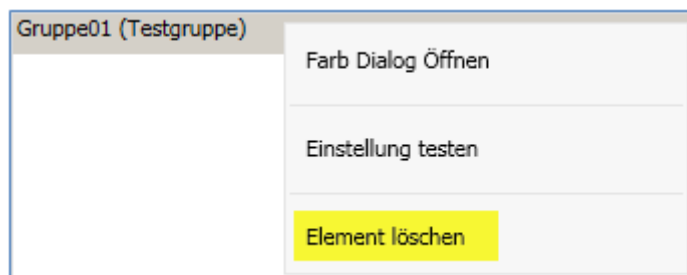 Gruppe01 (Testgruppe)
Farb Dialog Öffnen
Einstellung testen
Element löschen